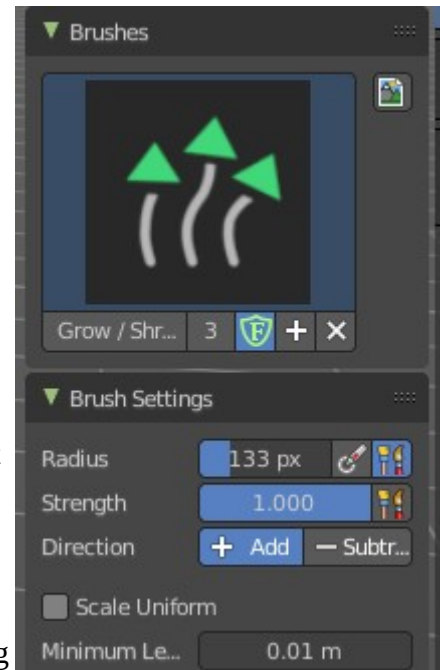 Brushes
Grow / Shr... 3 F
Brush Settings
Radius 133 px
Strength 1.000
Direction + Add — Subtr...
Scale Uniform
g Minimum Le... 0.01 m